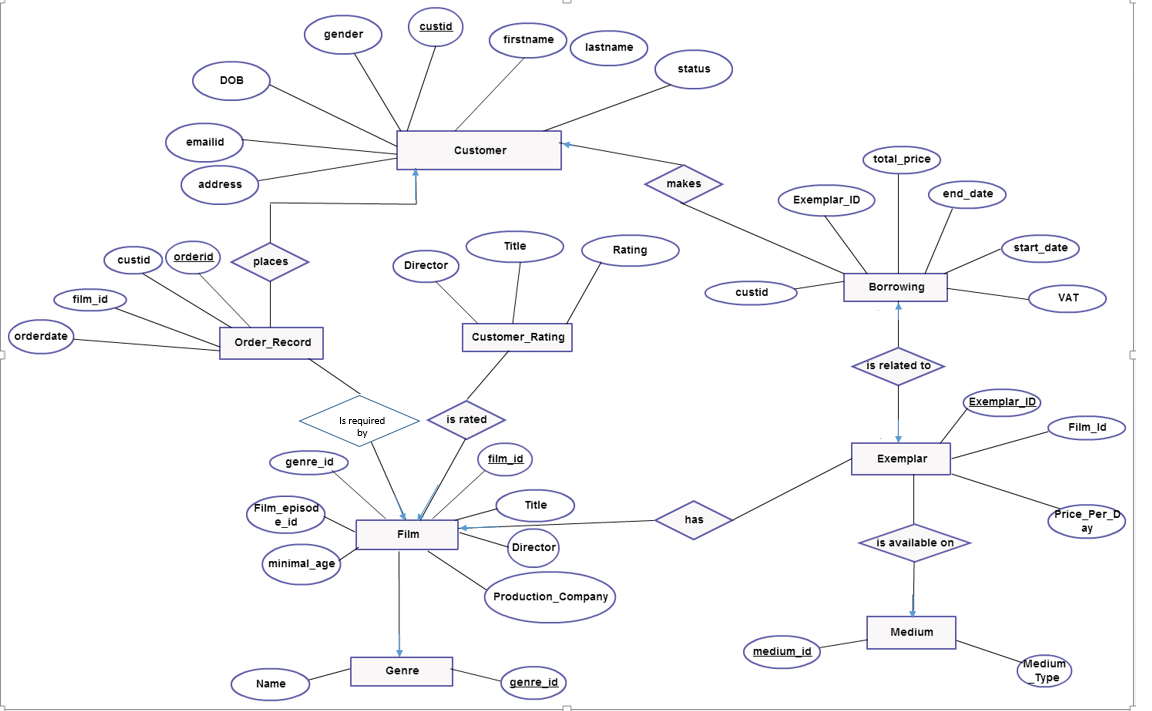 custid
gender
firstname
lastname
status
DOB
emailid
address
Customer
total_price
makes
Exemplar_ID
end_date
start_date
custid
Borrowing
VAT
places
custid
orderid
film_id
orderdate
Order_Record
Director
Title
Rating
Customer_Rating
is related to
Is required
by
is rated
Exemplar_ID
Film_Id
Exemplar
Price_Per_D
ay
genre_id
film_id
Film_episod
e_id
Title
has
Film
Director
minimal_age
is available on
Production_Company
Medium
medium_id
Medium
_Type
Genre
Name
genre_id